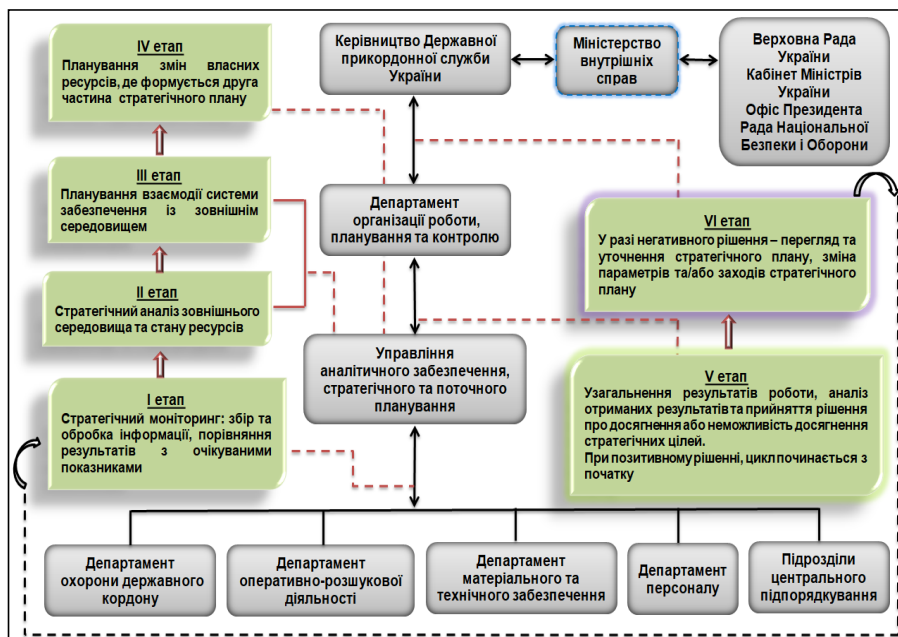 IV етап
Планування змін власних
ресурсів, де формується друга
частина стратегічного плану
Керівництво Державної
прикордонної служби
України
Міністерство
внутрішніх
справ
Верховна Рада
України
Кабінет Міністрів
України
Офіс Президента
Рада Національної
Безпеки і Оборони
III етап
Планування взаємодії системи
забезпечення із зовнішнім
середовищем
Департамент
організації роботи,
планування та контролю
VI етап
У разі негативного рішення – перегляд та
уточнення стратегічного плану, зміна
параметрів та/або заходів стратегічного
плану
II етап
Стратегічний аналіз зовнішнього
середовища та стану ресурсів
Управління
аналітичного забезпечення,
стратегічного та поточного
планування
I етап
Стратегічний моніторинг: збір та
обробка інформації, порівняння
результатів з очікуваними
показниками
V етап
Узагальнення результатів роботи, аналіз
отриманих результатів та прийняття рішення
про досягнення або неможливість досягнення
стратегічних цілей.
При позитивному рішенні, цикл починається з
початку
Департамент
охорони державного
кордону
Департамент
оперативно-розшукової
діяльності
Департамент
матеріального та
технічного забезпечення
Департамент
персоналу
Підрозділи
центрального
підпорядкування